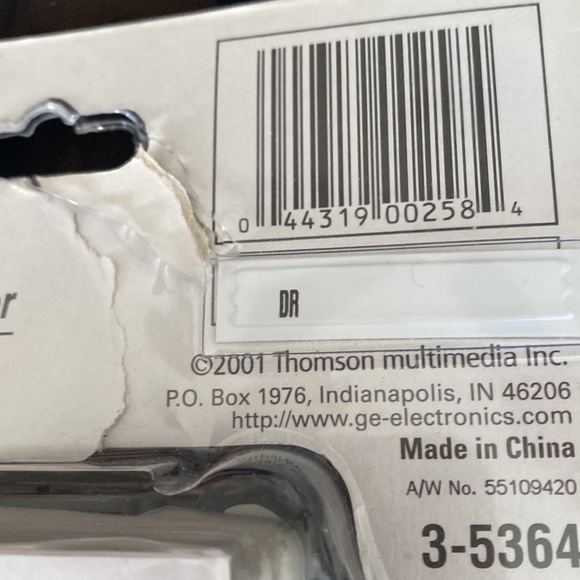 0 44319 00258 4
DR
©2001 Thomson multimedia Inc.
P.O. Box 1976, Indianapolis, IN 46206
http://www.ge-electronics.com
Made in China
A/W No. 55109420
3-5364